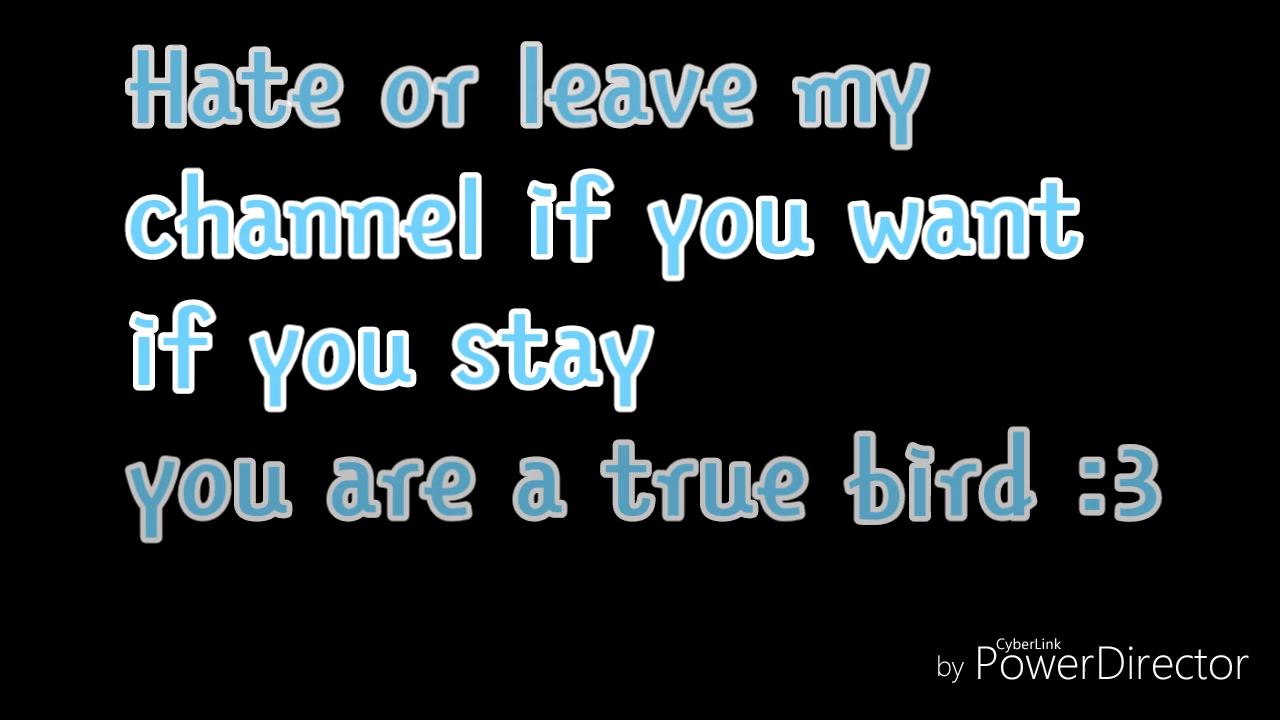 Hate or leave my
channel if you want
if you stay
you are a true bird :3
CyberLink
by PowerDirector